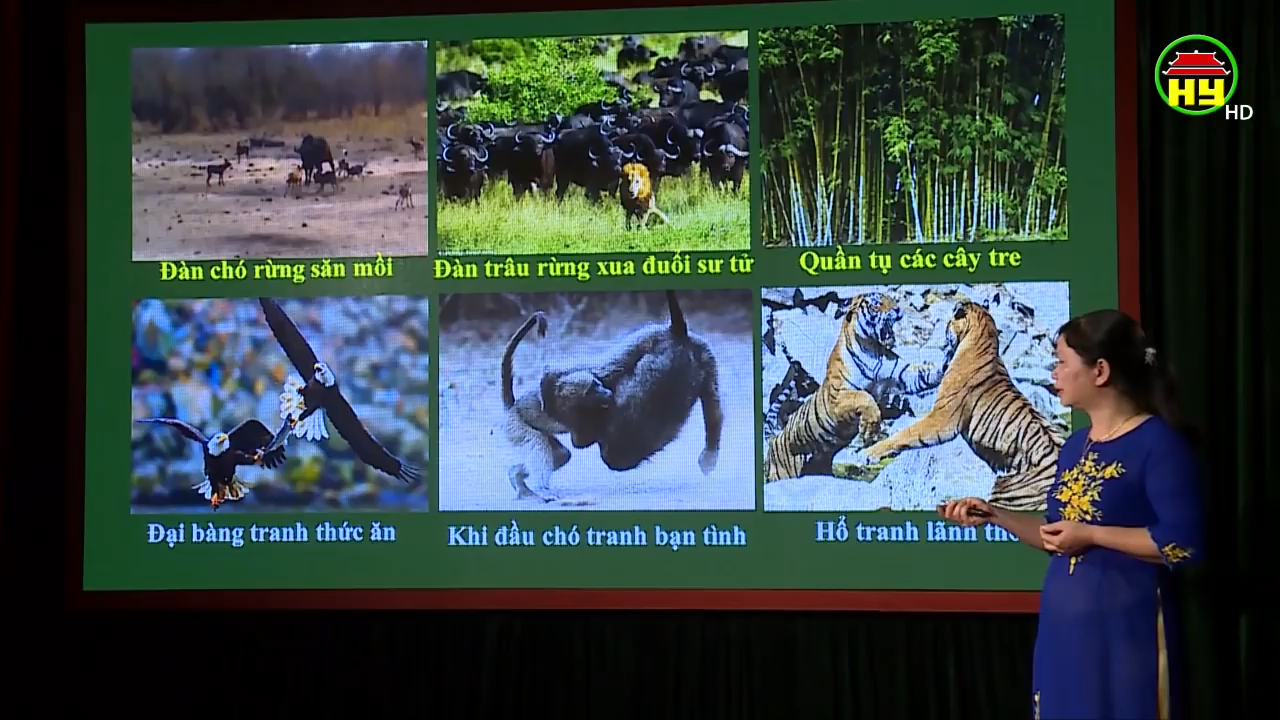 HY
HD
Đàn chó rừng săn mồi
Đàn trâu rừng xua đuổi sư tử
Quần tụ các cây tre
Đại bàng tranh thức ăn
Khỉ đầu chó tranh bạn tình
Hổ tranh lãnh